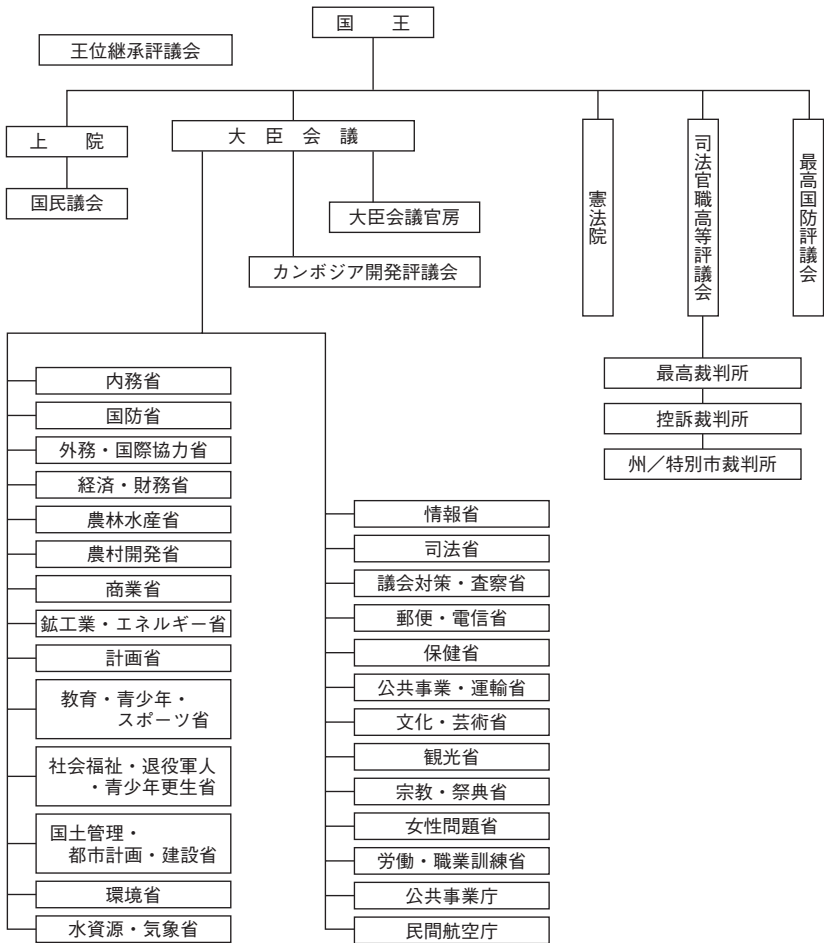 国 王
王位継承評議会
上 院
大 臣 会 議
国民議会
大臣会議官房
カンボジア開発評議会
憲法院
司法官職高等評議会
最高国防評議会
最高裁判所
控訴裁判所
州／特別市裁判所
内務省
国防省
外務・国際協力省
経済・財務省
農林水産省
農村開発省
商業省
鉱工業・エネルギー省
計画省
教育・青少年・
スポーツ省
社会福祉・退役軍人
・青少年更生省
国土管理・
都市計画・建設省
環境省
水資源・気象省
情報省
司法省
議会対策・査察省
郵便・電信省
保健省
公共事業・運輸省
文化・芸術省
観光省
宗教・祭典省
女性問題省
労働・職業訓練省
公共事業庁
民間航空庁